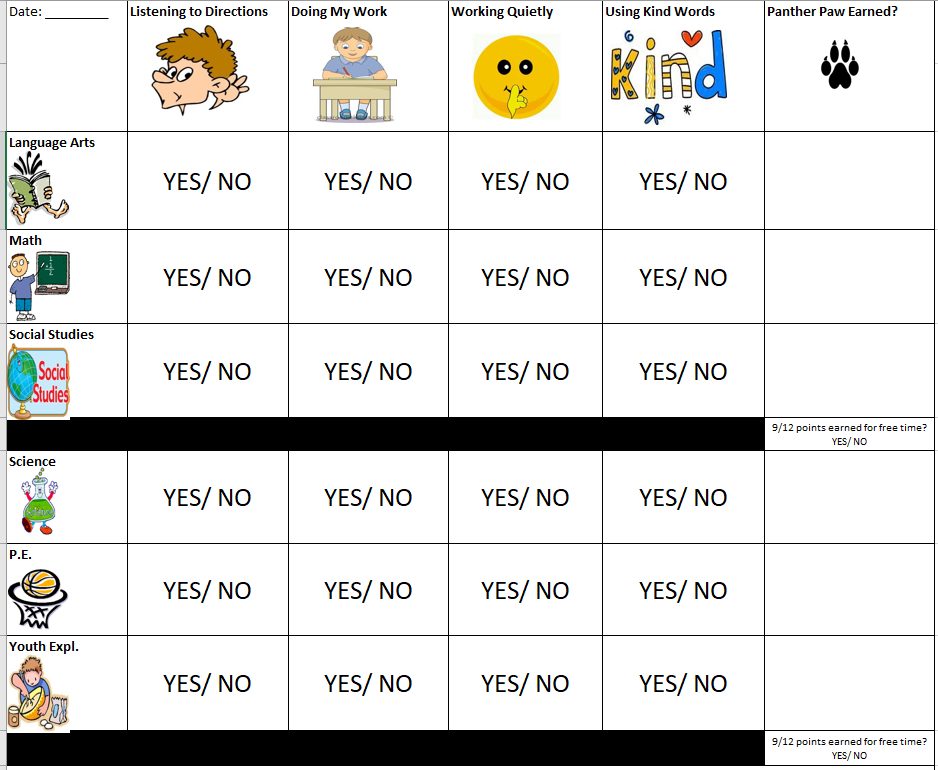 Date: __________ Listening to Directions Doing My Work Working Quietly Using Kind Words Panther Paw Earned?
kind
Language Arts
YES/ NO YES/ NO YES/ NO YES/ NO
Math
YES/ NO YES/ NO YES/ NO YES/ NO
Social Studies
Social
Studies
YES/ NO YES/ NO YES/ NO YES/ NO
9/12 points earned for free time?
YES/ NO
Science
YES/ NO YES/ NO YES/ NO YES/ NO
P.E.
YES/ NO YES/ NO YES/ NO YES/ NO
Youth Expl.
YES/ NO YES/ NO YES/ NO YES/ NO
9/12 points earned for free time?
YES/ NO